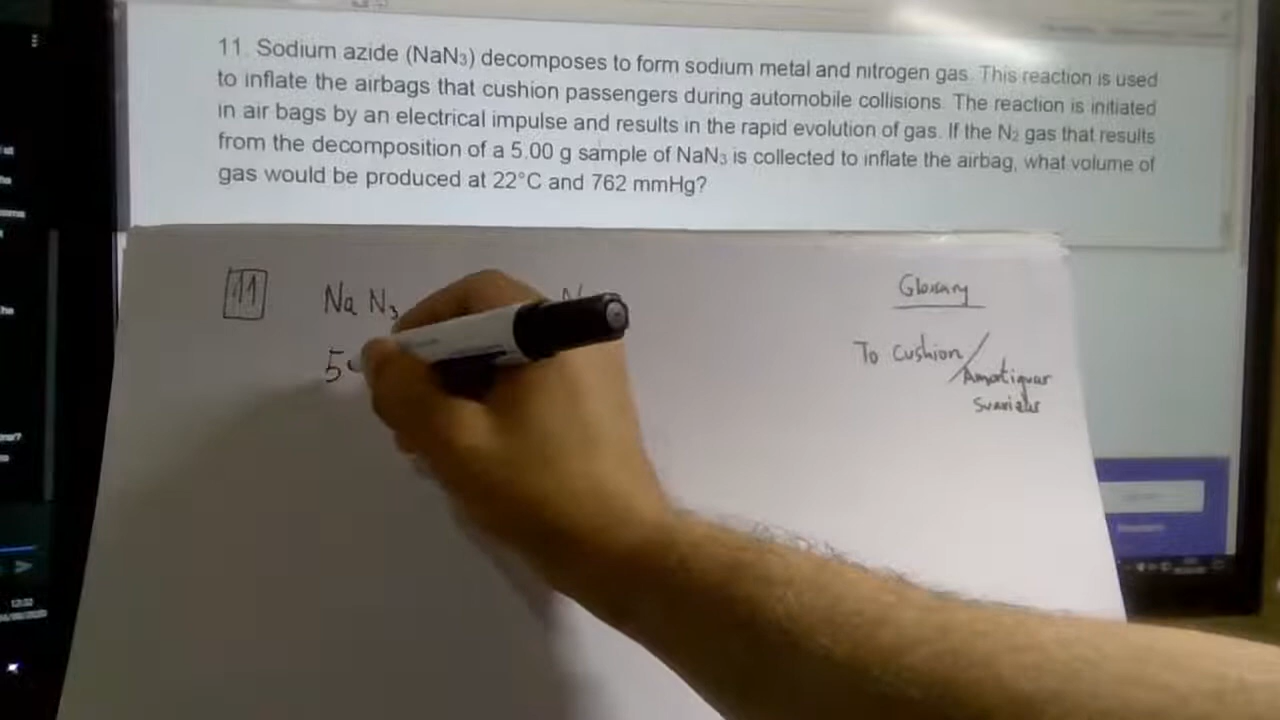 11. Sodium azide (NaN₃) decomposes to form sodium metal and nitrogen gas. This reaction is used
to inflate the airbags that cushion passengers during automobile collisions. The reaction is initiated
in air bags by an electrical impulse and results in the rapid evolution of gas. If the N₂ gas that results
from the decomposition of a 5.00 g sample of NaN₃ is collected to inflate the airbag, what volume of
gas would be produced at 22°C and 762 mmHg?
11 Na N₃
Glossary
5
To cushion/
Amortiguar
Suavizar